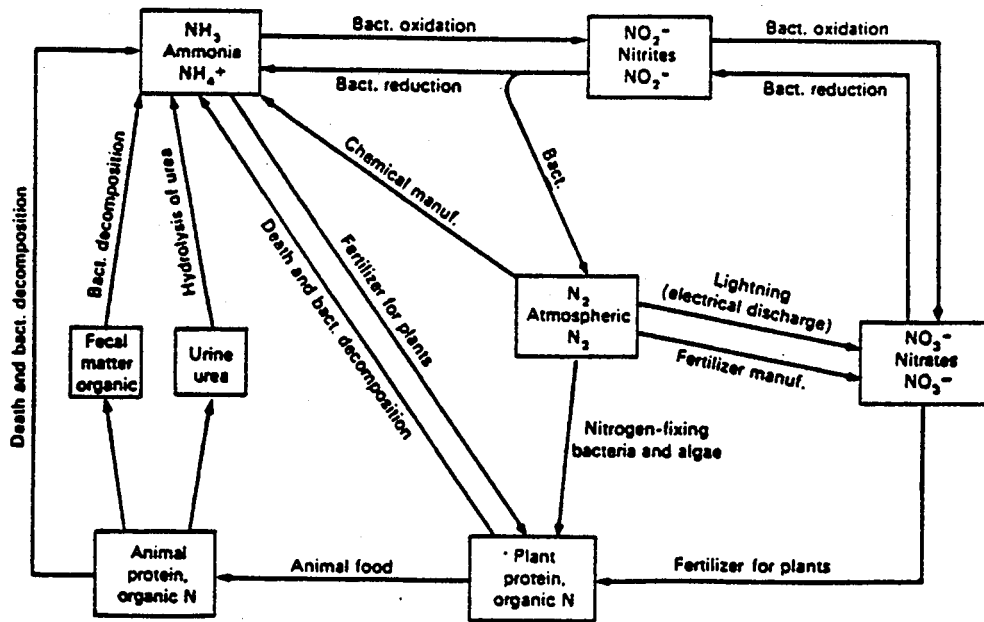 NH3
Ammonia
NH4+
Bact. oxidation
NO2−
Nitrites
NO2−
Bact. oxidation
Bact. reduction
Bact. reduction
Chemical manuf.
Bact.
Death and bact. decomposition
Bact. decomposition
Hydrolysis of urea
Fertilizer for plants
Death and bact. decomposition
N2
Atmospheric
N2
Lightning
(electrical discharge)
Fertilizer manuf.
NO3−
Nitrates
NO3−
Fecal
matter
organic
Urine
urea
Nitrogen-fixing
bacteria and algae
Animal
protein,
organic N
Animal food
Plant
protein,
organic N
Fertilizer for plants